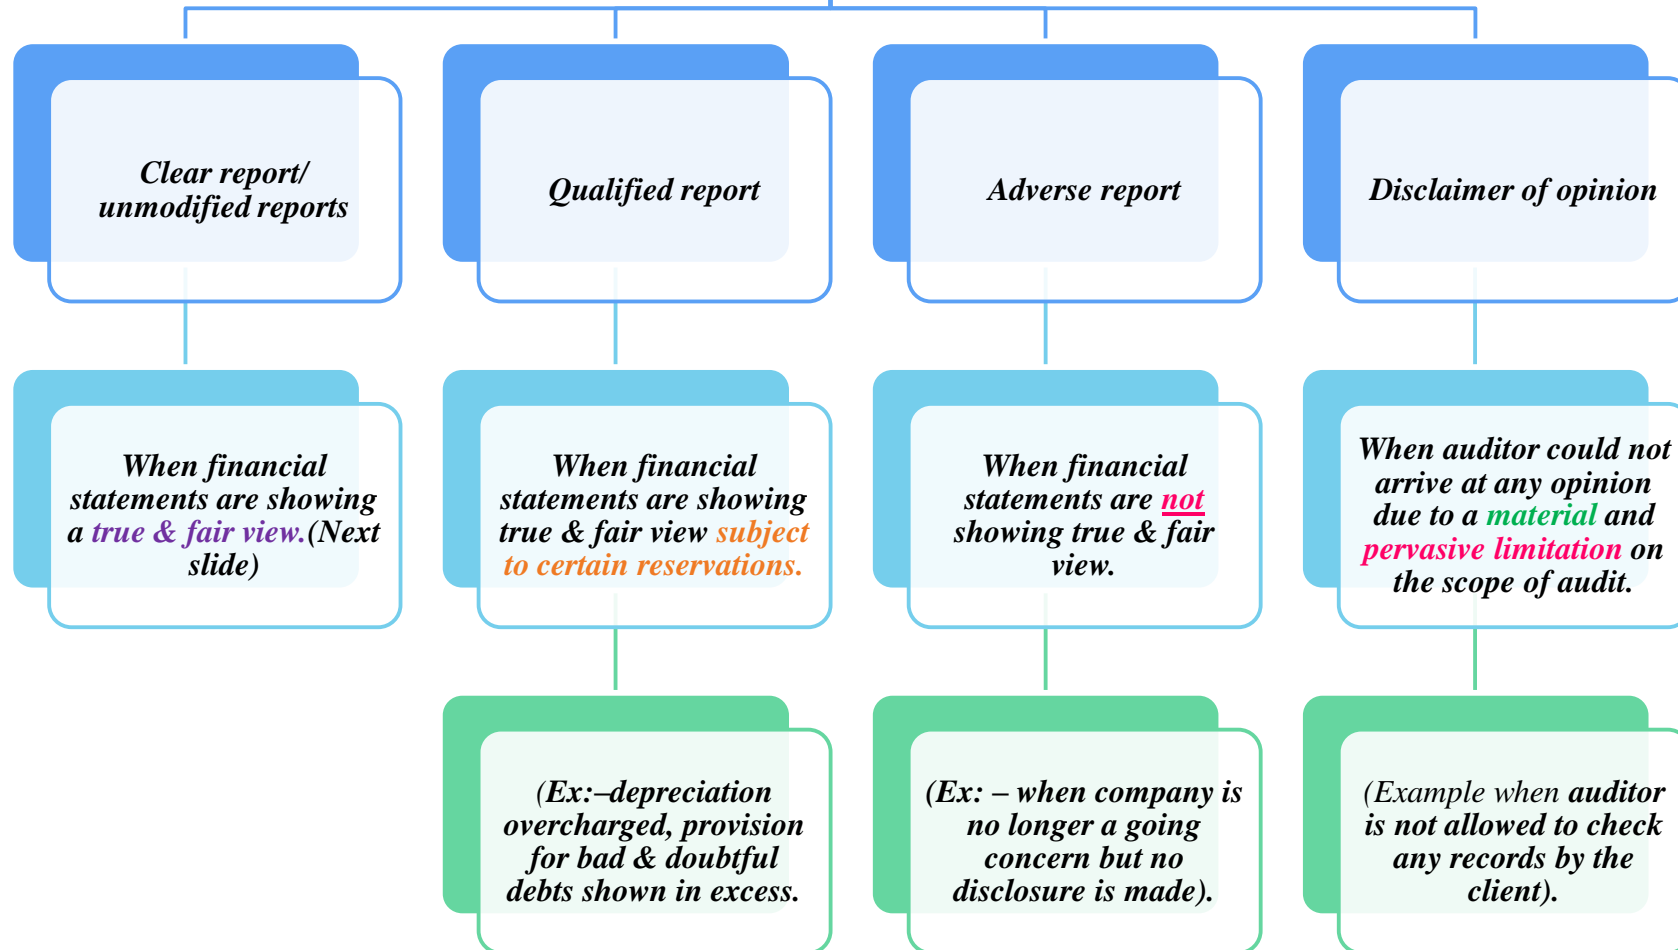 Clear report/
unmodified reports
Qualified report
Adverse report
Disclaimer of opinion
When financial
statements are showing
a true & fair view.(Next
slide)
When financial
statements are showing
true & fair view subject
to certain reservations.
When financial
statements are not
showing true & fair
view.
When auditor could not
arrive at any opinion
due to a material and
pervasive limitation on
the scope of audit.
(Ex:–depreciation
overcharged, provision
for bad & doubtful
debts shown in excess.
(Ex: – when company is
no longer a going
concern but no
disclosure is made).
(Example when auditor
is not allowed to check
any records by the
client).